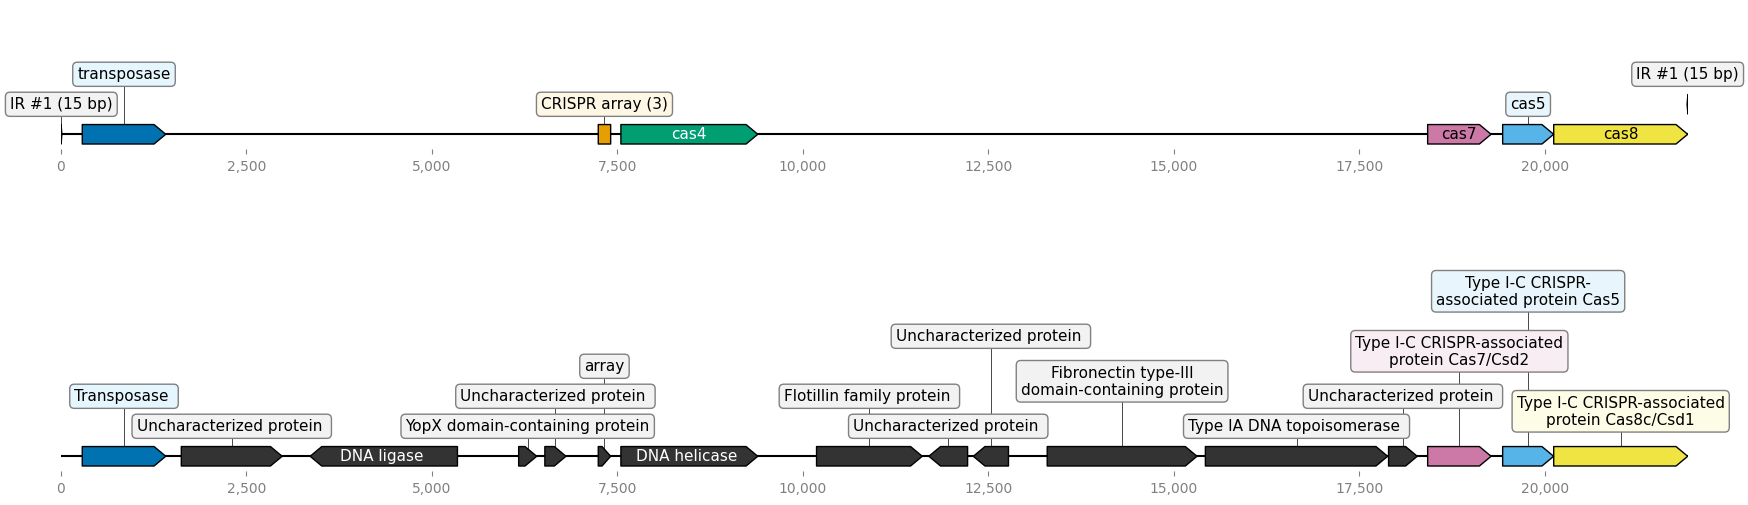 transposase
IR #1 (15 bp)
IR #1 (15 bp)
CRISPR array (3)
cas5
cas4
cas7
cas8
0
2,500
5,000
7,500
10,000
12,500
15,000
17,500
20,000
Type I-C CRISPR-
associated protein Cas5
Uncharacterized protein
Type I-C CRISPR-associated
protein Cas7/Csd2
array
Fibronectin type-III
domain-containing protein
Transposase
Uncharacterized protein
Flotillin family protein
Uncharacterized protein
Type I-C CRISPR-associated
protein Cas8c/Csd1
Uncharacterized protein
YopX domain-containing protein
Uncharacterized protein
Type IA DNA topoisomerase
DNA ligase
DNA helicase
0
2,500
5,000
7,500
10,000
12,500
15,000
17,500
20,000